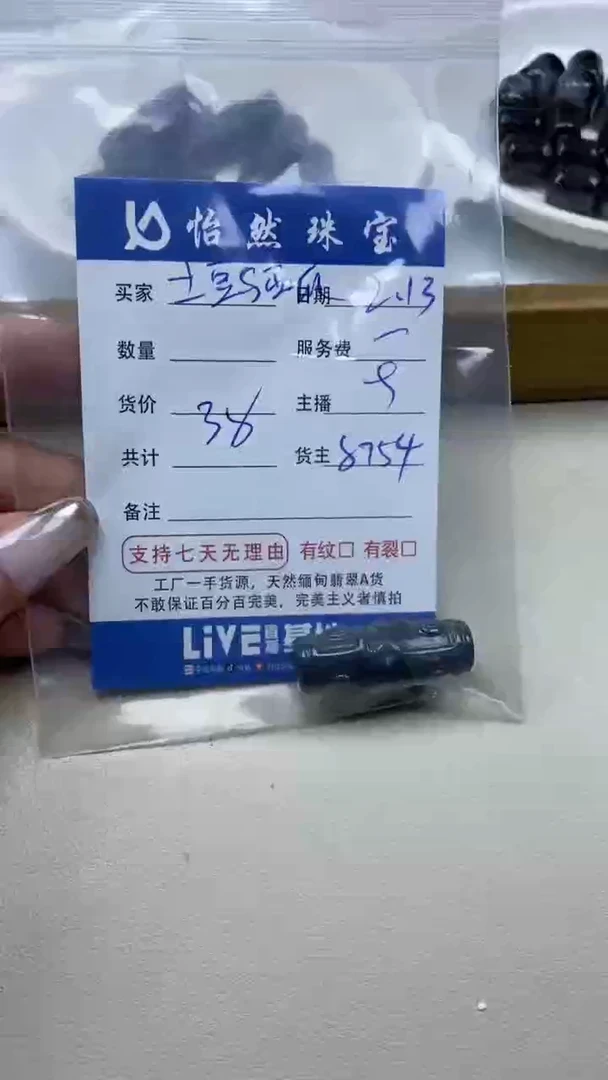 怡然珠宝
买家 土豆 日期 2.13
数量 服务费 一
货价 38 主播
共计 货主 8754
备注
支持七天无理由 有纹□ 有裂□
工厂一手货源，天然缅甸翡翠A货
不敢保证百分百完美，完美主义者慎拍
LiVE